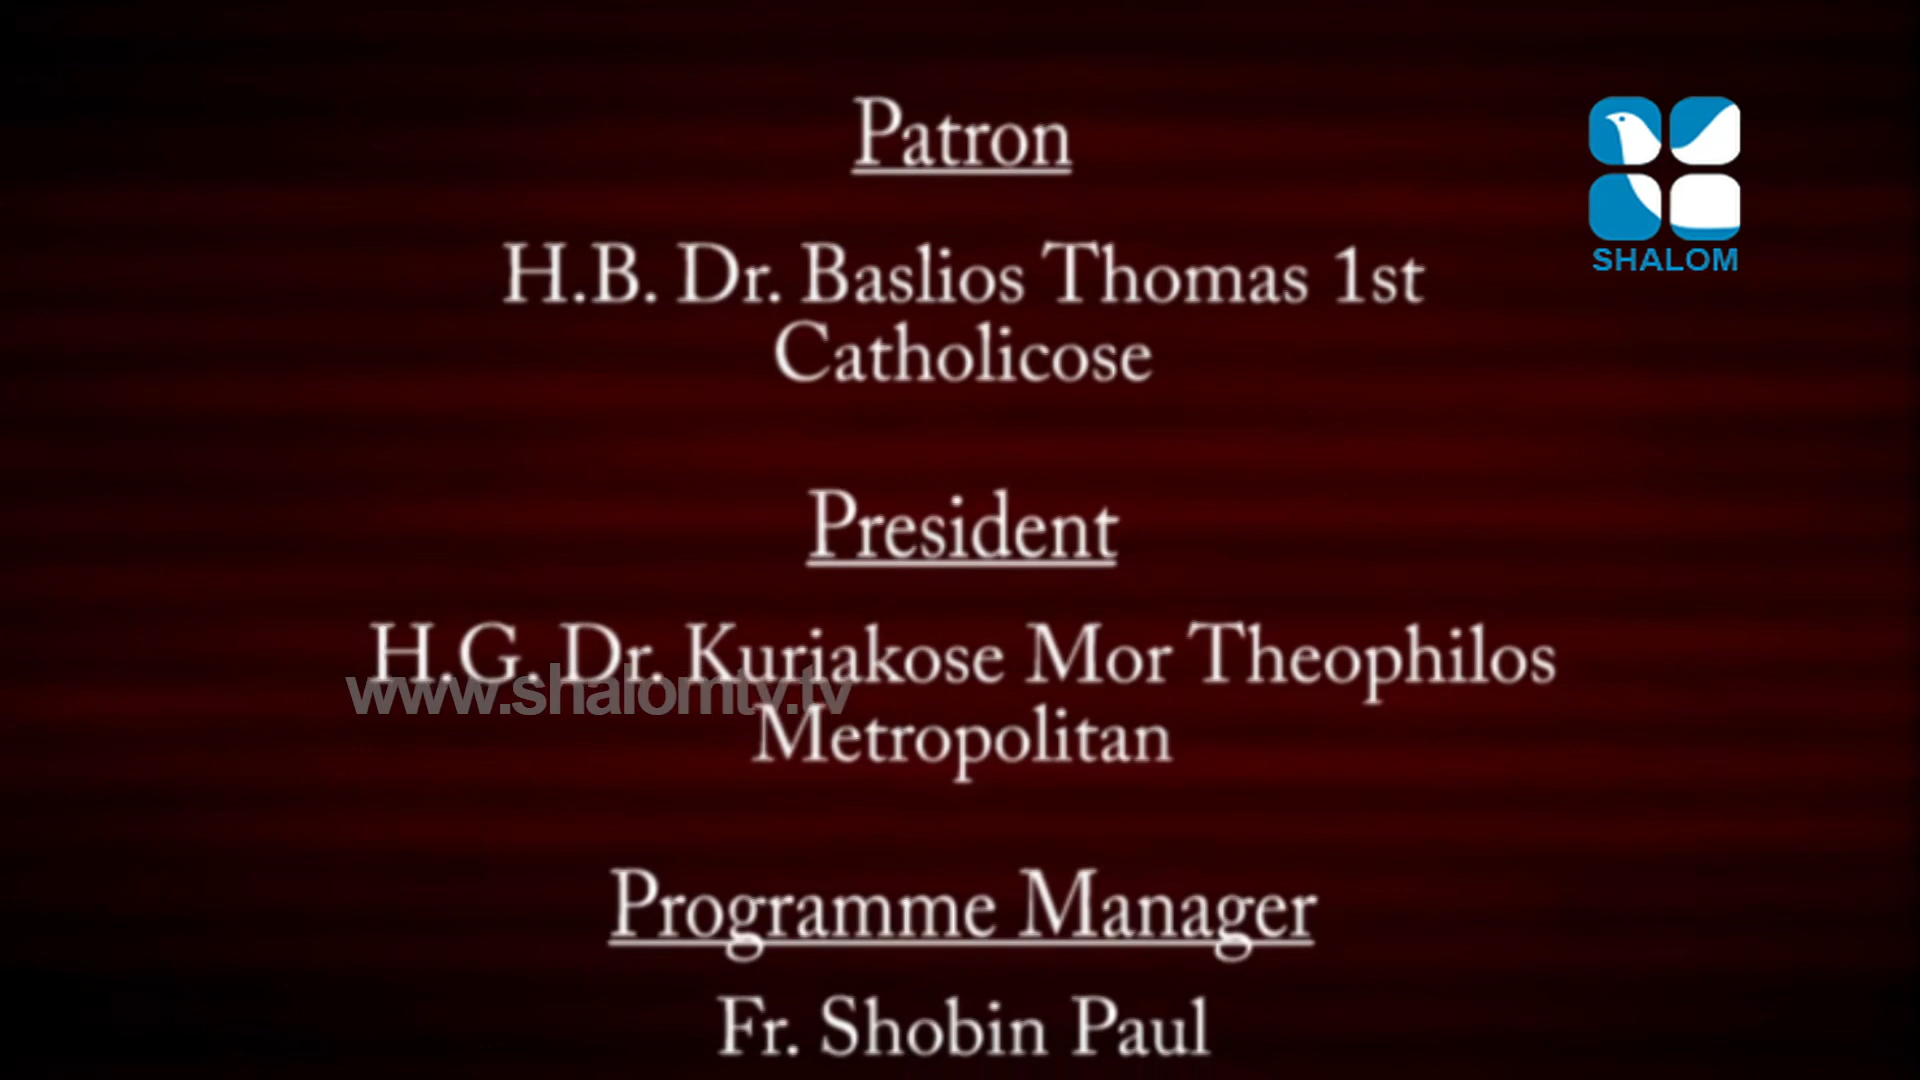 Patron
SHALOM
H.B. Dr. Baslios Thomas 1st
Catholicose
President
H.G. Dr. Kuriakose Mor Theophilos
www.shalomtv.tv
Metropolitan
Programme Manager
Fr. Shobin Paul